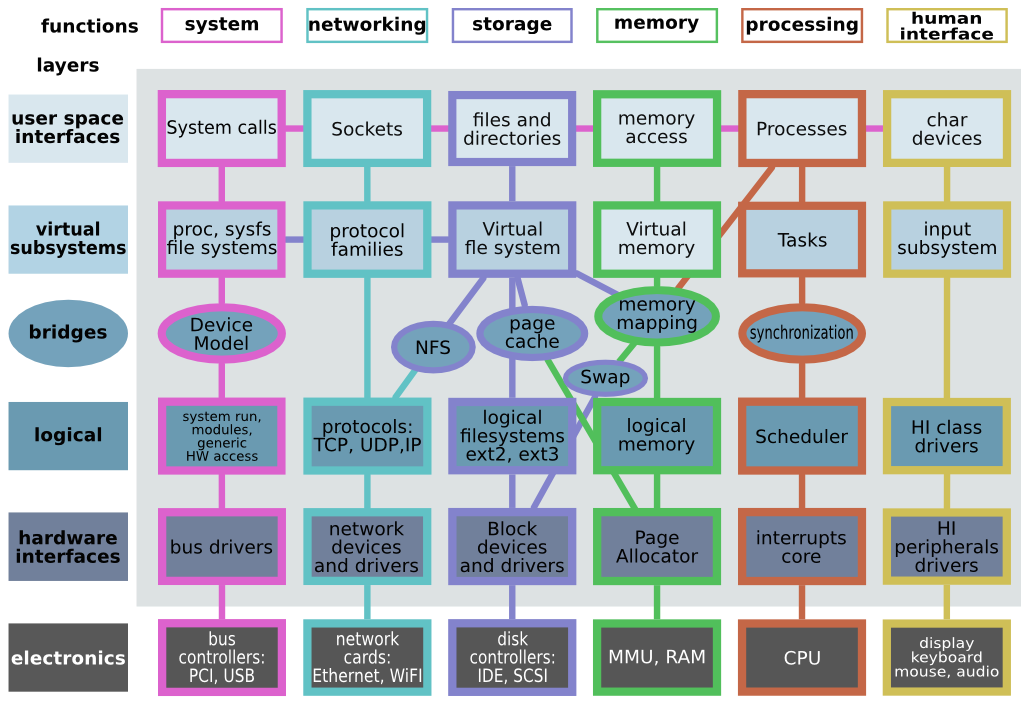 functions
system
networking
storage
memory
processing
human
interface
layers
user space
interfaces
System calls
Sockets
files and
directories
memory
access
Processes
char
devices
virtual
subsystems
proc, sysfs
file systems
protocol
families
Virtual
fle system
Virtual
memory
Tasks
input
subsystem
bridges
Device
Model
NFS
page
cache
memory
mapping
Swap
synchronization
logical
system run,
modules,
generic
HW access
protocols:
TCP, UDP,IP
logical
filesystems
ext2, ext3
logical
memory
Scheduler
HI class
drivers
hardware
interfaces
bus drivers
network
devices
and drivers
Block
devices
and drivers
Page
Allocator
interrupts
core
HI
peripherals
drivers
electronics
bus
controllers:
PCI, USB
network
cards:
Ethernet, WiFI
disk
controllers:
IDE, SCSI
MMU, RAM
CPU
display
keyboard
mouse, audio